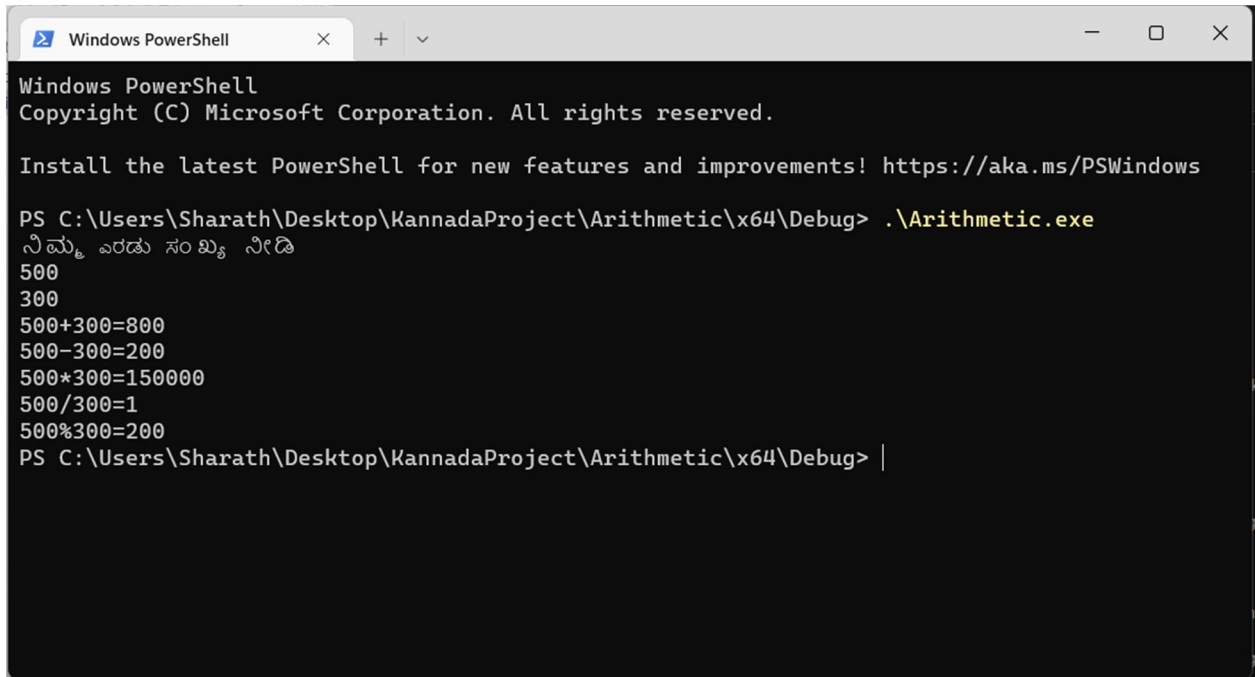 Windows PowerShell
Windows PowerShell
Copyright (C) Microsoft Corporation. All rights reserved.
Install the latest PowerShell for new features and improvements! https://aka.ms/PSWindows
PS C:\Users\Sharath\Desktop\KannadaProject\Arithmetic\x64\Debug> .\Arithmetic.exe
ನಿಮ್ಮ ಎರಡು ಸಂಖ್ಯ ನೀಡಿ
500
300
500+300=800
500-300=200
500*300=150000
500/300=1
500%300=200
PS C:\Users\Sharath\Desktop\KannadaProject\Arithmetic\x64\Debug>